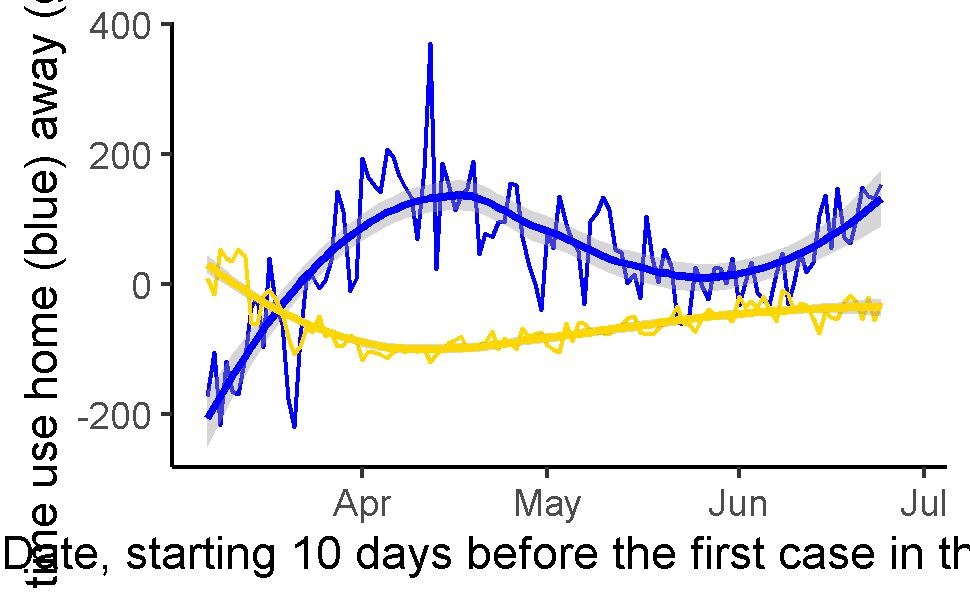 time use home (blue) away (
400
200
0
-200
Apr May Jun Jul
Date, starting 10 days before the first case in th